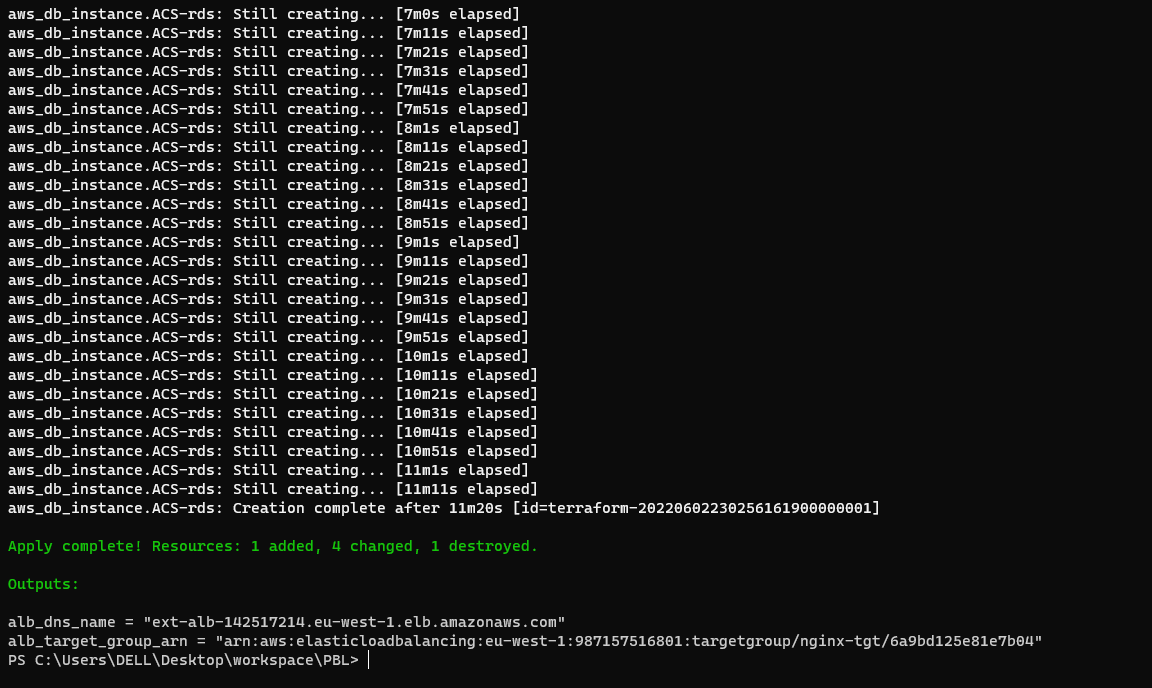 aws_db_instance.ACS-rds: Still creating... [7m0s elapsed]
aws_db_instance.ACS-rds: Still creating... [7m11s elapsed]
aws_db_instance.ACS-rds: Still creating... [7m21s elapsed]
aws_db_instance.ACS-rds: Still creating... [7m31s elapsed]
aws_db_instance.ACS-rds: Still creating... [7m41s elapsed]
aws_db_instance.ACS-rds: Still creating... [7m51s elapsed]
aws_db_instance.ACS-rds: Still creating... [8m1s elapsed]
aws_db_instance.ACS-rds: Still creating... [8m11s elapsed]
aws_db_instance.ACS-rds: Still creating... [8m21s elapsed]
aws_db_instance.ACS-rds: Still creating... [8m31s elapsed]
aws_db_instance.ACS-rds: Still creating... [8m41s elapsed]
aws_db_instance.ACS-rds: Still creating... [8m51s elapsed]
aws_db_instance.ACS-rds: Still creating... [9m1s elapsed]
aws_db_instance.ACS-rds: Still creating... [9m11s elapsed]
aws_db_instance.ACS-rds: Still creating... [9m21s elapsed]
aws_db_instance.ACS-rds: Still creating... [9m31s elapsed]
aws_db_instance.ACS-rds: Still creating... [9m41s elapsed]
aws_db_instance.ACS-rds: Still creating... [9m51s elapsed]
aws_db_instance.ACS-rds: Still creating... [10m1s elapsed]
aws_db_instance.ACS-rds: Still creating... [10m11s elapsed]
aws_db_instance.ACS-rds: Still creating... [10m21s elapsed]
aws_db_instance.ACS-rds: Still creating... [10m31s elapsed]
aws_db_instance.ACS-rds: Still creating... [10m41s elapsed]
aws_db_instance.ACS-rds: Still creating... [10m51s elapsed]
aws_db_instance.ACS-rds: Still creating... [11m1s elapsed]
aws_db_instance.ACS-rds: Still creating... [11m11s elapsed]
aws_db_instance.ACS-rds: Creation complete after 11m20s [id=terraform-20220602230256161900000001]
Apply complete! Resources: 1 added, 4 changed, 1 destroyed.
Outputs:
alb_dns_name = "ext-alb-142517214.eu-west-1.elb.amazonaws.com"
alb_target_group_arn = "arn:aws:elasticloadbalancing:eu-west-1:987157516801:targetgroup/nginx-tgt/6a9bd125e81e7b04"
PS C:\Users\DELL\Desktop\workspace\PBL>